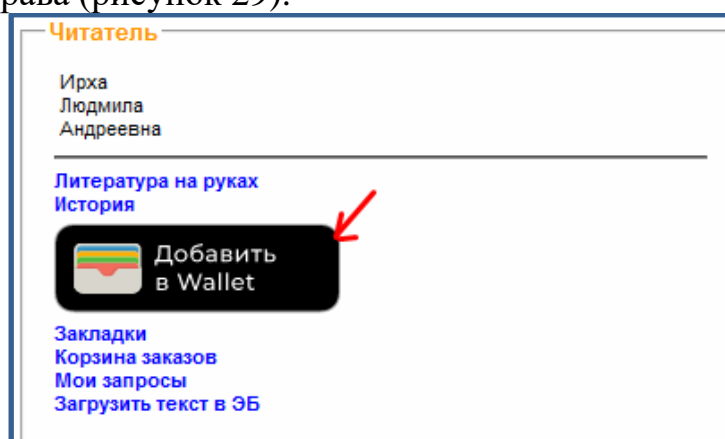 (рисунок 29).
Читатель
Ирха
Людмила
Андреевна
Литература на руках
История
Добавить
в Wallet
Закладки
Корзина заказов
Мои запросы
Загрузить текст в ЭБ